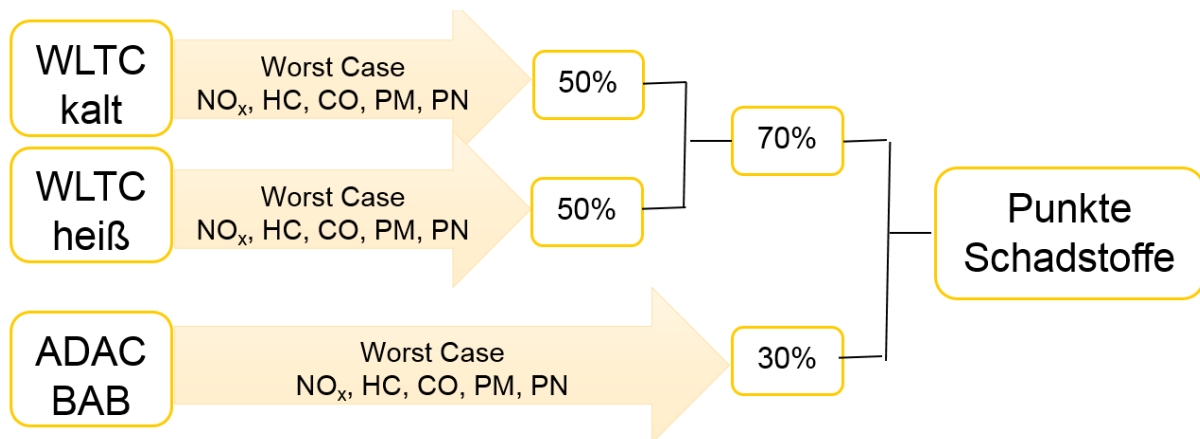 WLTC
kalt
Worst Case
NOₓ, HC, CO, PM, PN
50%
70%
WLTC
heiß
Worst Case
NOₓ, HC, CO, PM, PN
50%
Punkte
Schadstoffe
ADAC
BAB
Worst Case
NOₓ, HC, CO, PM, PN
30%